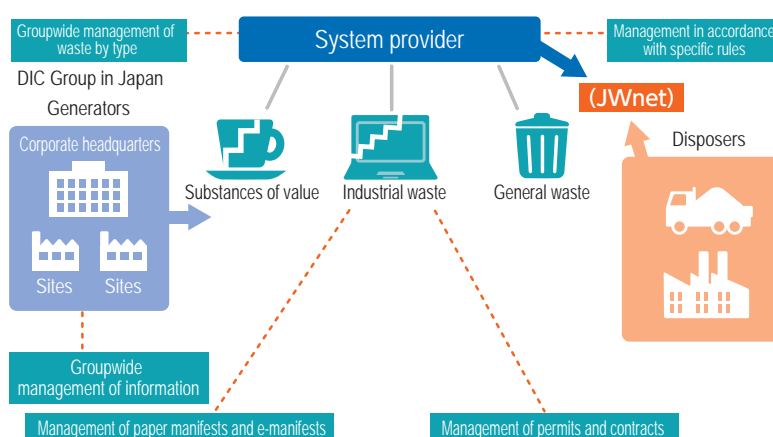 Groupwide management of
waste by type
System provider
Management in accordance
with specific rules
DIC Group in Japan
Generators
(JWnet)
Corporate headquarters
Disposers
Substances of value
Industrial waste
General waste
Sites
Sites
Groupwide
management of information
Management of paper manifests and e-manifests
Management of permits and contracts